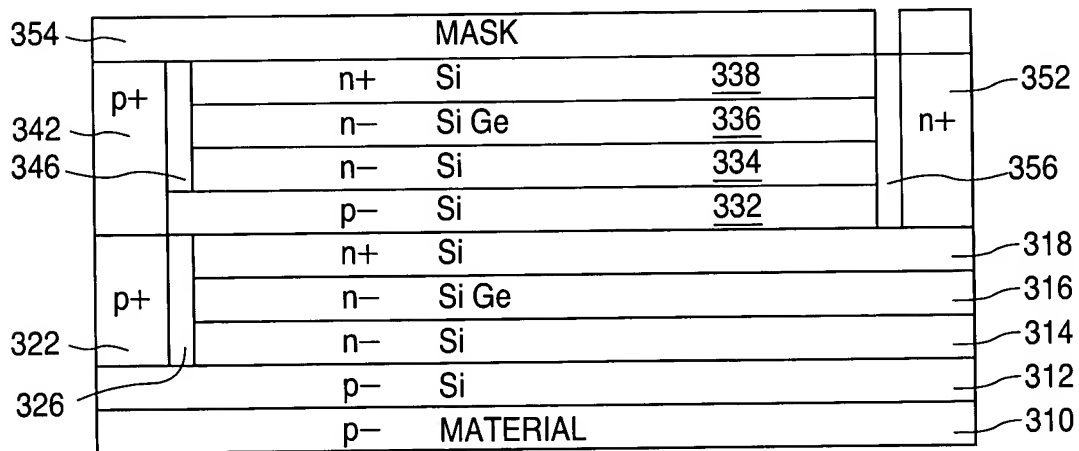 354 MASK
p+ n+ Si 338 352
342 n– Si Ge 336 n+
346 n– Si 334 356
p– Si 332
n+ Si 318
p+ n– Si Ge 316
322 n– Si 314
326 p– Si 312
p– MATERIAL 310